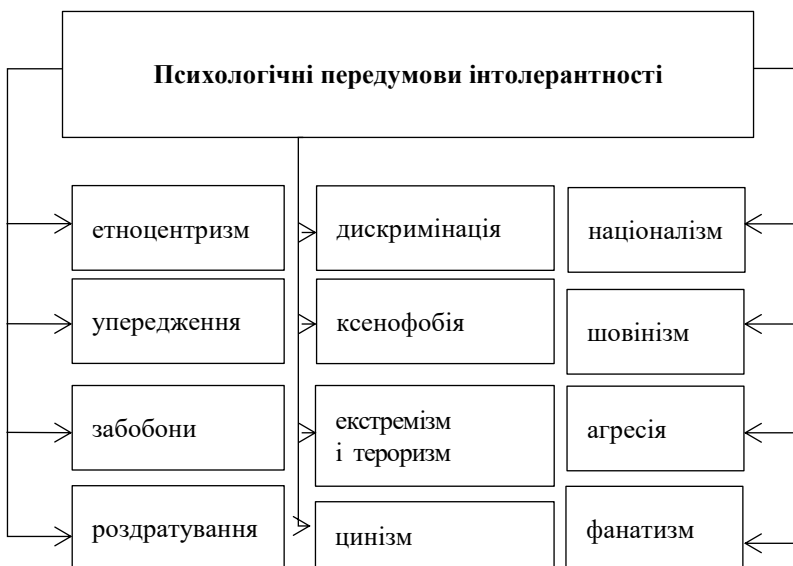 Психологічні передумови інтолерантності
етноцентризм
дискримінація
націоналізм
упередження
ксенофобія
шовінізм
забобони
екстремізм
і тероризм
агресія
роздратування
цинізм
фанатизм